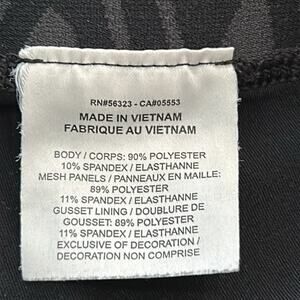 RN#56323 - CA#05553
MADE IN VIETNAM
FABRIQUE AU VIETNAM
BODY / CORPS: 90% POLYESTER
10% SPANDEX / ELASTHANNE
MESH PANELS / PANNEAUX EN MAILLE:
89% POLYESTER
11% SPANDEX / ELASTHANNE
GUSSET LINING / DOUBLURE DE
GOUSSET: 89% POLYESTER
11% SPANDEX / ELASTHANNE
EXCLUSIVE OF DECORATION /
DECORATION NON COMPRISE